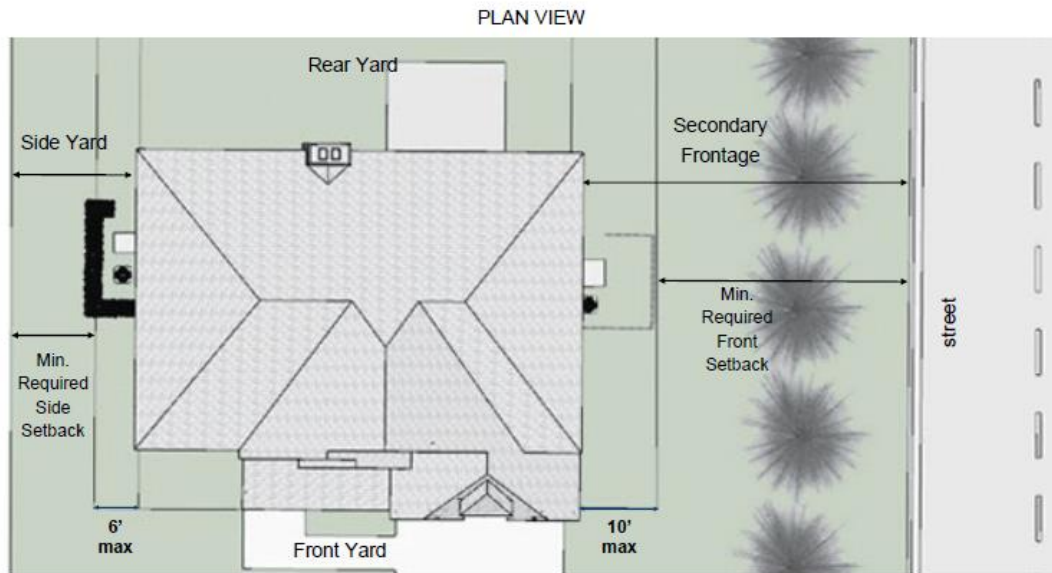 PLAN VIEW
Rear Yard
Side Yard
Secondary
Frontage
Min.
Required
Side
Setback
Min.
Required
Front
Setback
street
6'
max
Front Yard
10'
max